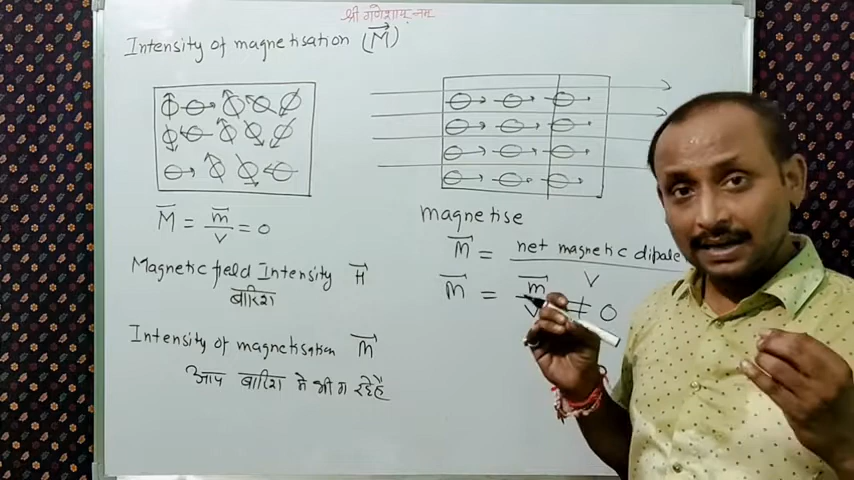 श्री गणेशाय नमः
Intensity of magnetisation (M⃗)
M̅ = m̅/V = 0
Magnetic field Intensity H⃗
बारिश
Intensity of magnetisation M⃗
आप बारिश मे भीग रहे है
magnetise
M⃗ = net magnetic dipole / V
M⃗ = m̅/V ≠ 0